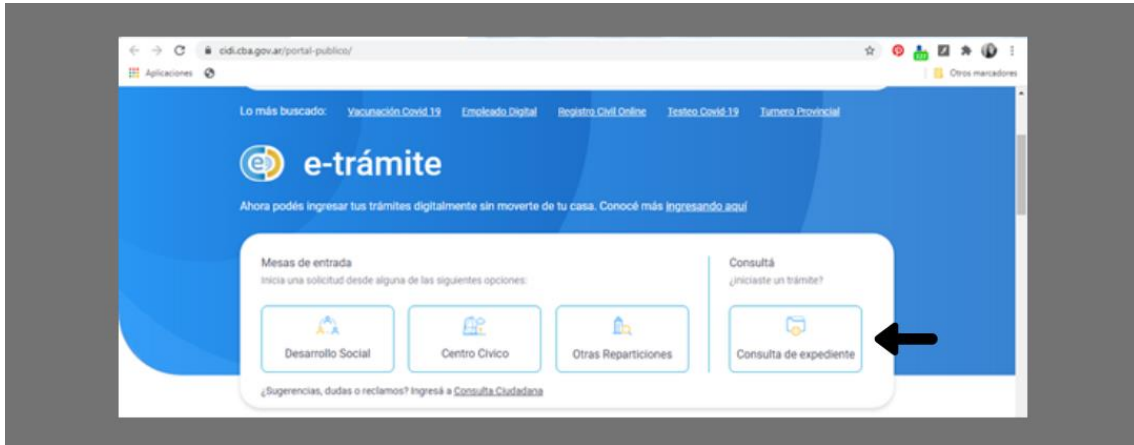 cidi.cba.gov.ar/portal-publico/
Aplicaciones
Otros marcadores
Lo más buscado: Vacunación Covid 19 Empleado Digital Registro Civil Online Testeo Covid-19 Turnero Provincial
e-trámite
Ahora podés ingresar tus trámites digitalmente sin moverte de tu casa. Conocé más ingresando aquí
Mesas de entrada
Inicia una solicitud desde alguna de las siguientes opciones:
Consultá
¿Iniciaste un trámite?
Desarrollo Social
Centro Cívico
Otras Reparticiones
Consulta de expediente
¿Sugerencias, dudas o reclamos? Ingresá a Consulta Ciudadana